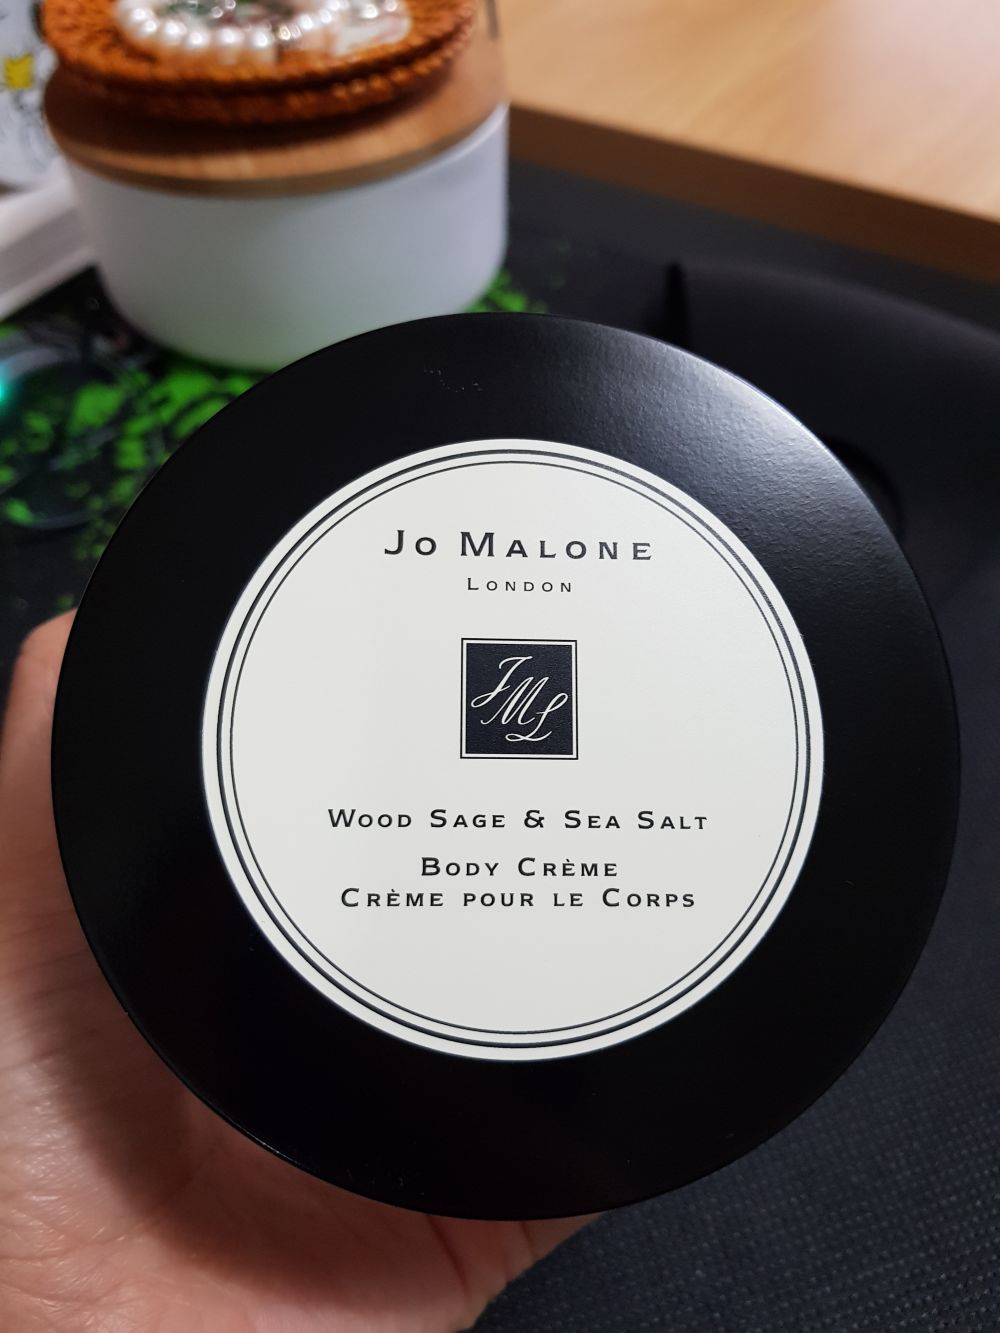 Jo Malone
London
JML
Wood Sage & Sea Salt
Body Crème
Crème pour le Corps